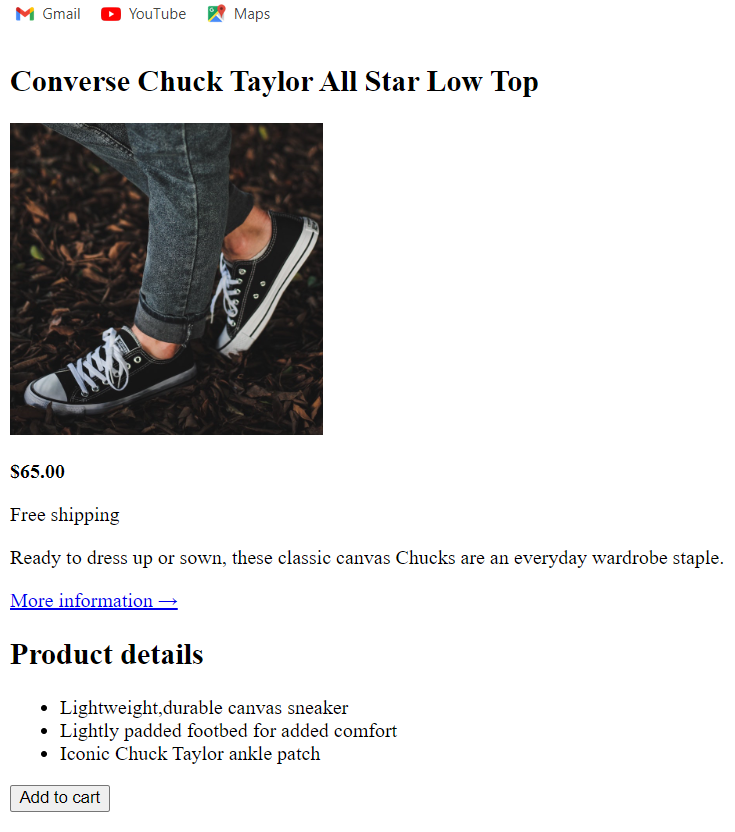 Gmail YouTube Maps
Converse Chuck Taylor All Star Low Top
$65.00
Free shipping
Ready to dress up or sown, these classic canvas Chucks are an everyday wardrobe staple.
More information →
Product details
• Lightweight,durable canvas sneaker
• Lightly padded footbed for added comfort
• Iconic Chuck Taylor ankle patch
Add to cart